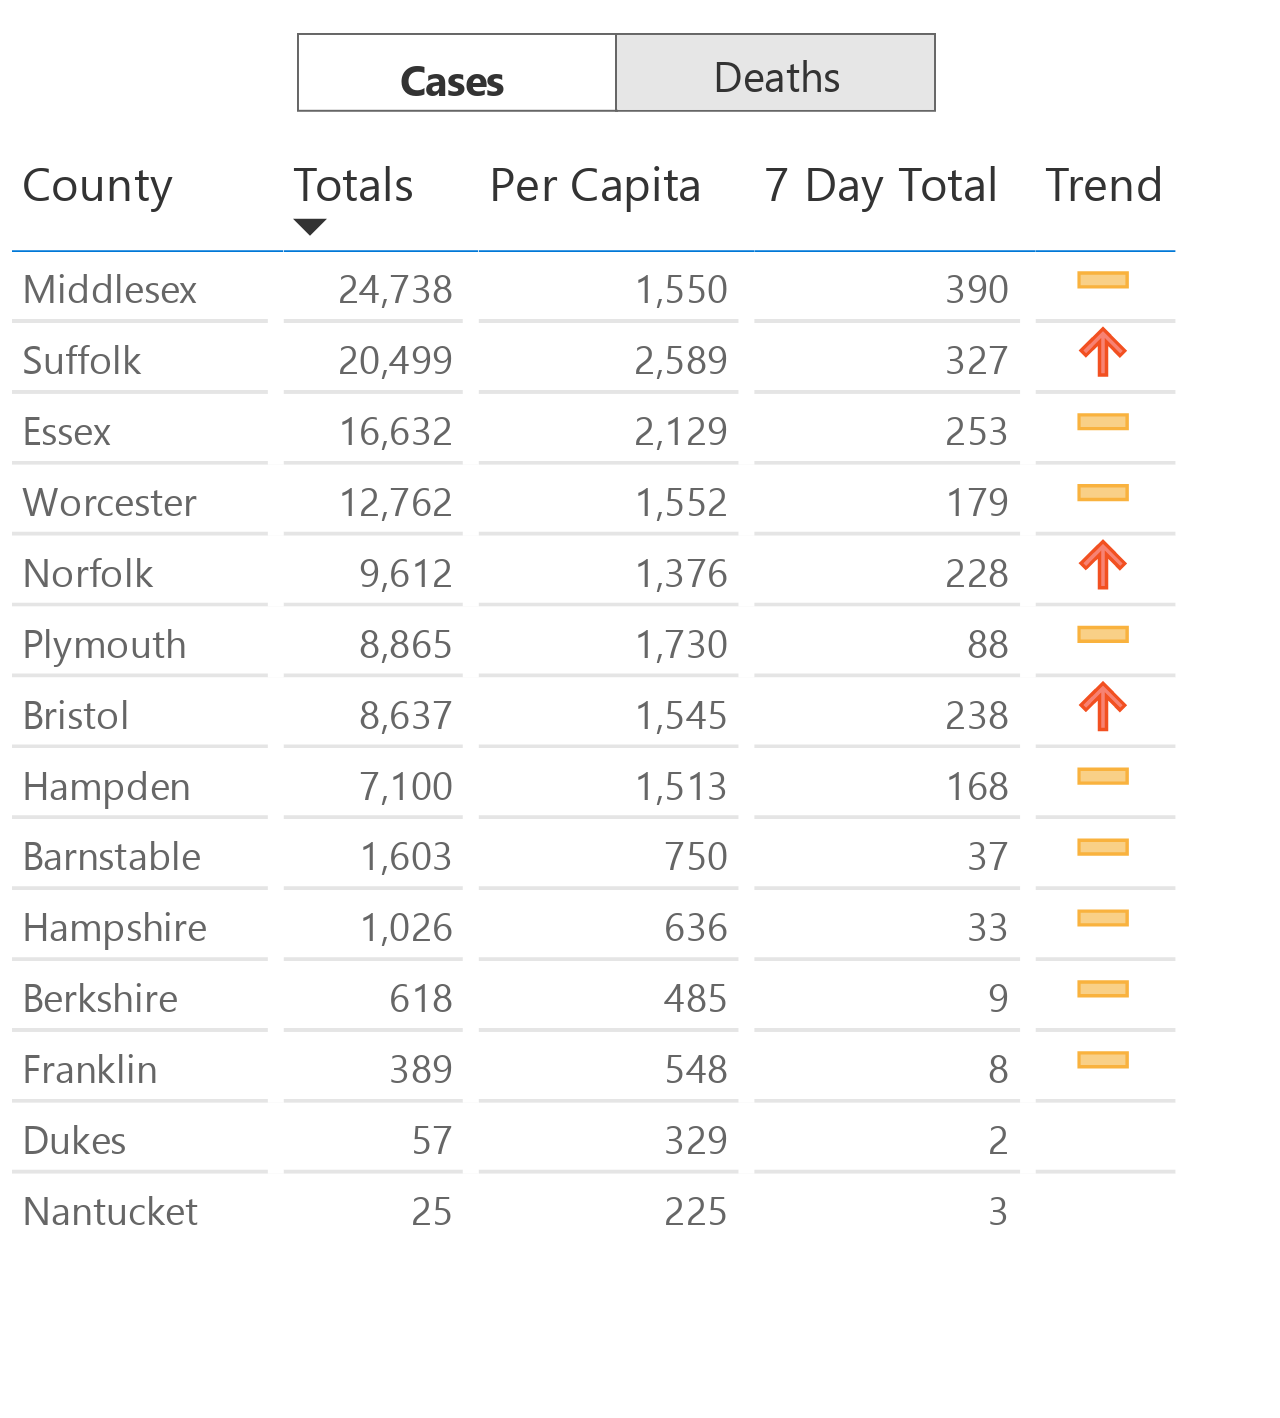 Cases Deaths
County Totals Per Capita 7 Day Total Trend
Middlesex 24,738 1,550 390
Suffolk 20,499 2,589 327
Essex 16,632 2,129 253
Worcester 12,762 1,552 179
Norfolk 9,612 1,376 228
Plymouth 8,865 1,730 88
Bristol 8,637 1,545 238
Hampden 7,100 1,513 168
Barnstable 1,603 750 37
Hampshire 1,026 636 33
Berkshire 618 485 9
Franklin 389 548 8
Dukes 57 329 2
Nantucket 25 225 3